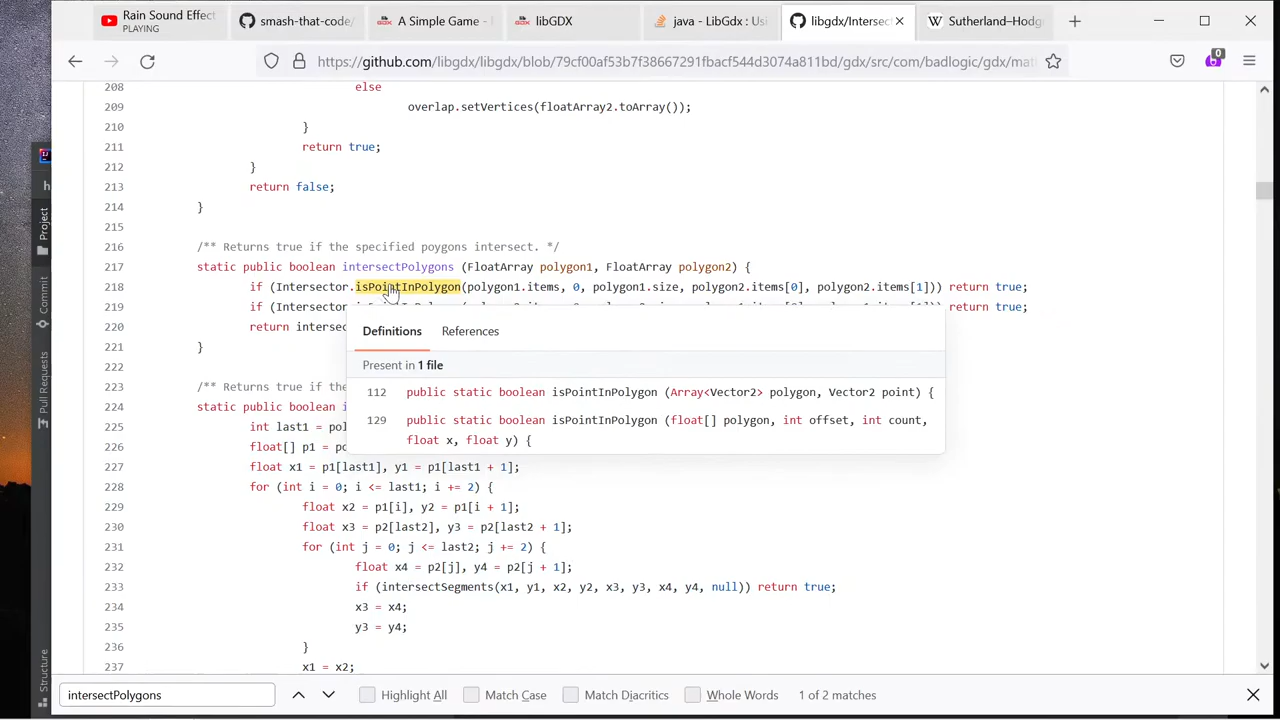 Rain Sound Effect
PLAYING
smash-that-code/
A Simple Game -
libGDX
java - LibGdx : Usi
libgdx/Intersect
Sutherland–Hodg
https://github.com/libgdx/libgdx/blob/79cf00af53b7f38667291fbacf544d3074a811bd/gdx/src/com/badlogic/gdx/mat
0
208 else
209 overlap.setVertices(floatArray2.toArray());
210 }
211 return true;
212 }
213 return false;
214 }
215
216 /** Returns true if the specified poygons intersect. */
217 static public boolean intersectPolygons (FloatArray polygon1, FloatArray polygon2) {
218 if (Intersector.isPointInPolygon(polygon1.items, 0, polygon1.size, polygon2.items[0], polygon2.items[1])) return true;
219 if (Intersector. return true;
220 return interse
221 }
222
223 /** Returns true if the
224 static public boolean i
225 int last1 = pol
226 float[] p1 = po
227 float x1 = p1[last1], y1 = p1[last1 + 1];
228 for (int i = 0; i <= last1; i += 2) {
229 float x2 = p1[i], y2 = p1[i + 1];
230 float x3 = p2[last2], y3 = p2[last2 + 1];
231 for (int j = 0; j <= last2; j += 2) {
232 float x4 = p2[j], y4 = p2[j + 1];
233 if (intersectSegments(x1, y1, x2, y2, x3, y3, x4, y4, null)) return true;
234 x3 = x4;
235 y3 = y4;
236 }
237 x1 = x2;
Definitions References
Present in 1 file
112 public static boolean isPointInPolygon (Array<Vector2> polygon, Vector2 point) {
129 public static boolean isPointInPolygon (float[] polygon, int offset, int count,
float x, float y) {
h
Project
Commit
Pull Requests
Structure
intersectPolygons
Highlight All
Match Case
Match Diacritics
Whole Words
1 of 2 matches